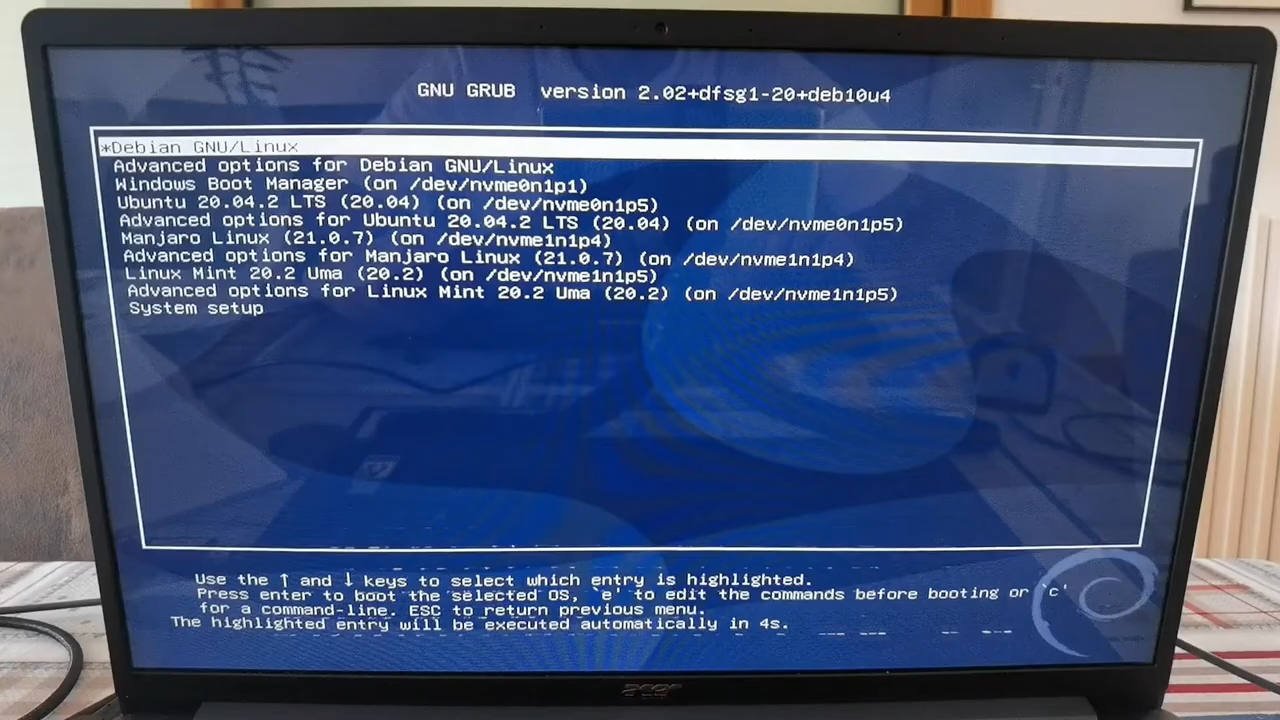 GNU GRUB version 2.02+dfsg1-20+deb10u4
*Debian GNU/Linux
Advanced options for Debian GNU/Linux
Windows Boot Manager (on /dev/nvme0n1p1)
Ubuntu 20.04.2 LTS (20.04) (on /dev/nvme0n1p5)
Advanced options for Ubuntu 20.04.2 LTS (20.04) (on /dev/nvme0n1p5)
Manjaro Linux (21.0.7) (on /dev/nvme1n1p4)
Advanced options for Manjaro Linux (21.0.7) (on /dev/nvme1n1p4)
Linux Mint 20.2 Uma (20.2) (on /dev/nvme1n1p5)
Advanced options for Linux Mint 20.2 Uma (20.2) (on /dev/nvme1n1p5)
System setup
Use the ↑ and ↓ keys to select which entry is highlighted.
Press enter to boot the selected OS, `e' to edit the commands before booting or `c'
for a command-line. ESC to return previous menu.
The highlighted entry will be executed automatically in 4s.
acer